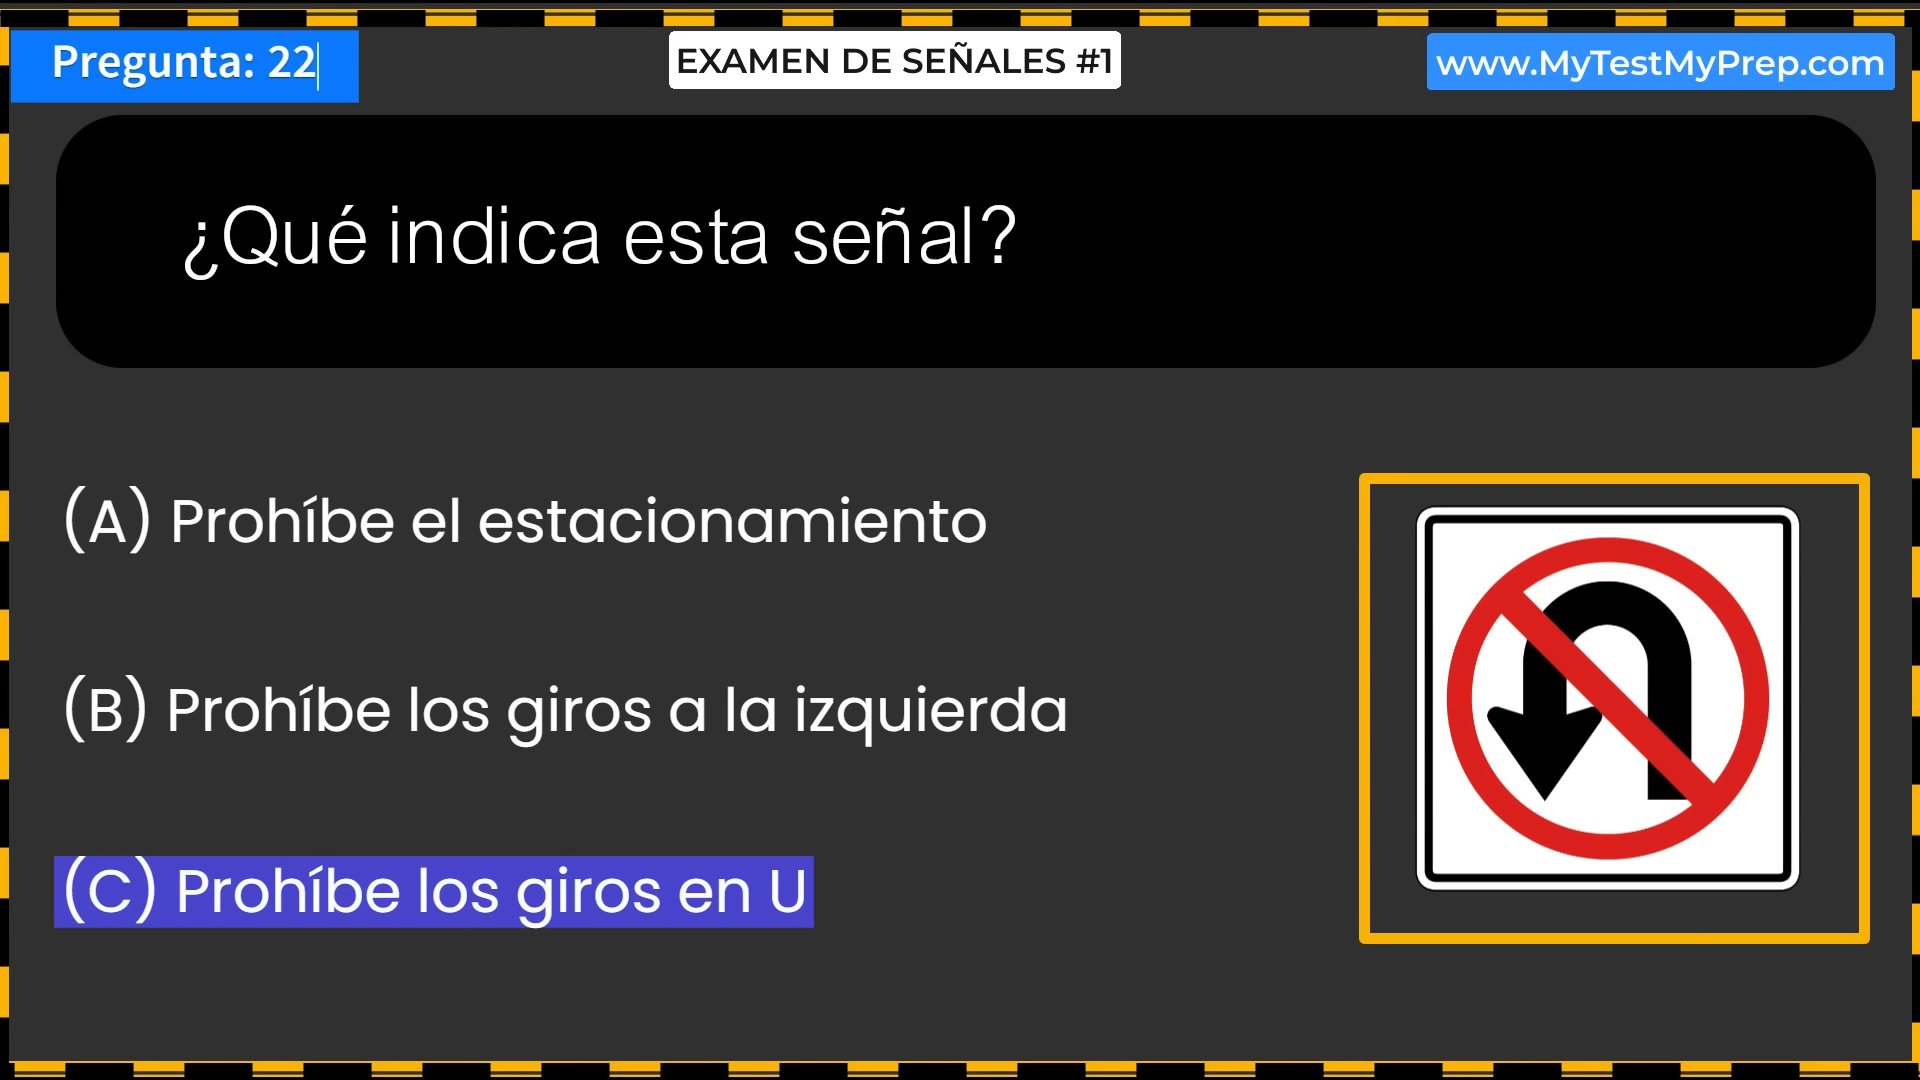 Pregunta: 22
EXAMEN DE SEÑALES #1
www.MyTestMyPrep.com
¿Qué indica esta señal?
(A) Prohíbe el estacionamiento
(B) Prohíbe los giros a la izquierda
(C) Prohíbe los giros en U